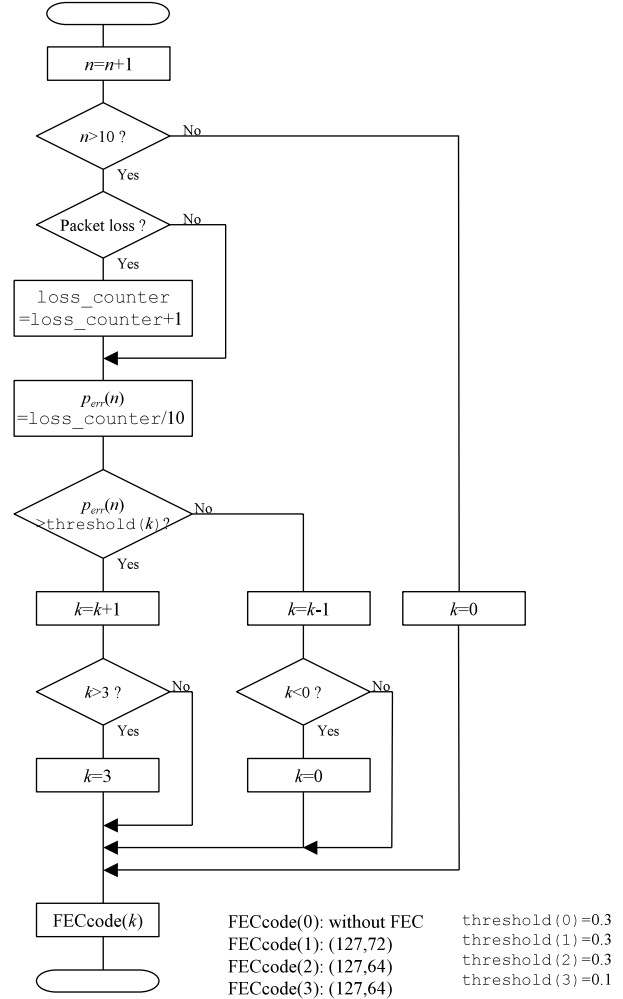 n=n+1
n>10 ?
No
Yes
Packet loss ?
No
Yes
loss_counter
=loss_counter+1
perr(n)
=loss_counter/10
perr(n)
>threshold(k)?
No
Yes
k=k+1
k=k-1
k=0
k>3 ?
No
k<0 ?
No
Yes
Yes
k=3
k=0
FECcode(k)
FECcode(0): without FEC
FECcode(1): (127,72)
FECcode(2): (127,64)
FECcode(3): (127,64)
threshold(0)=0.3
threshold(1)=0.3
threshold(2)=0.3
threshold(3)=0.1